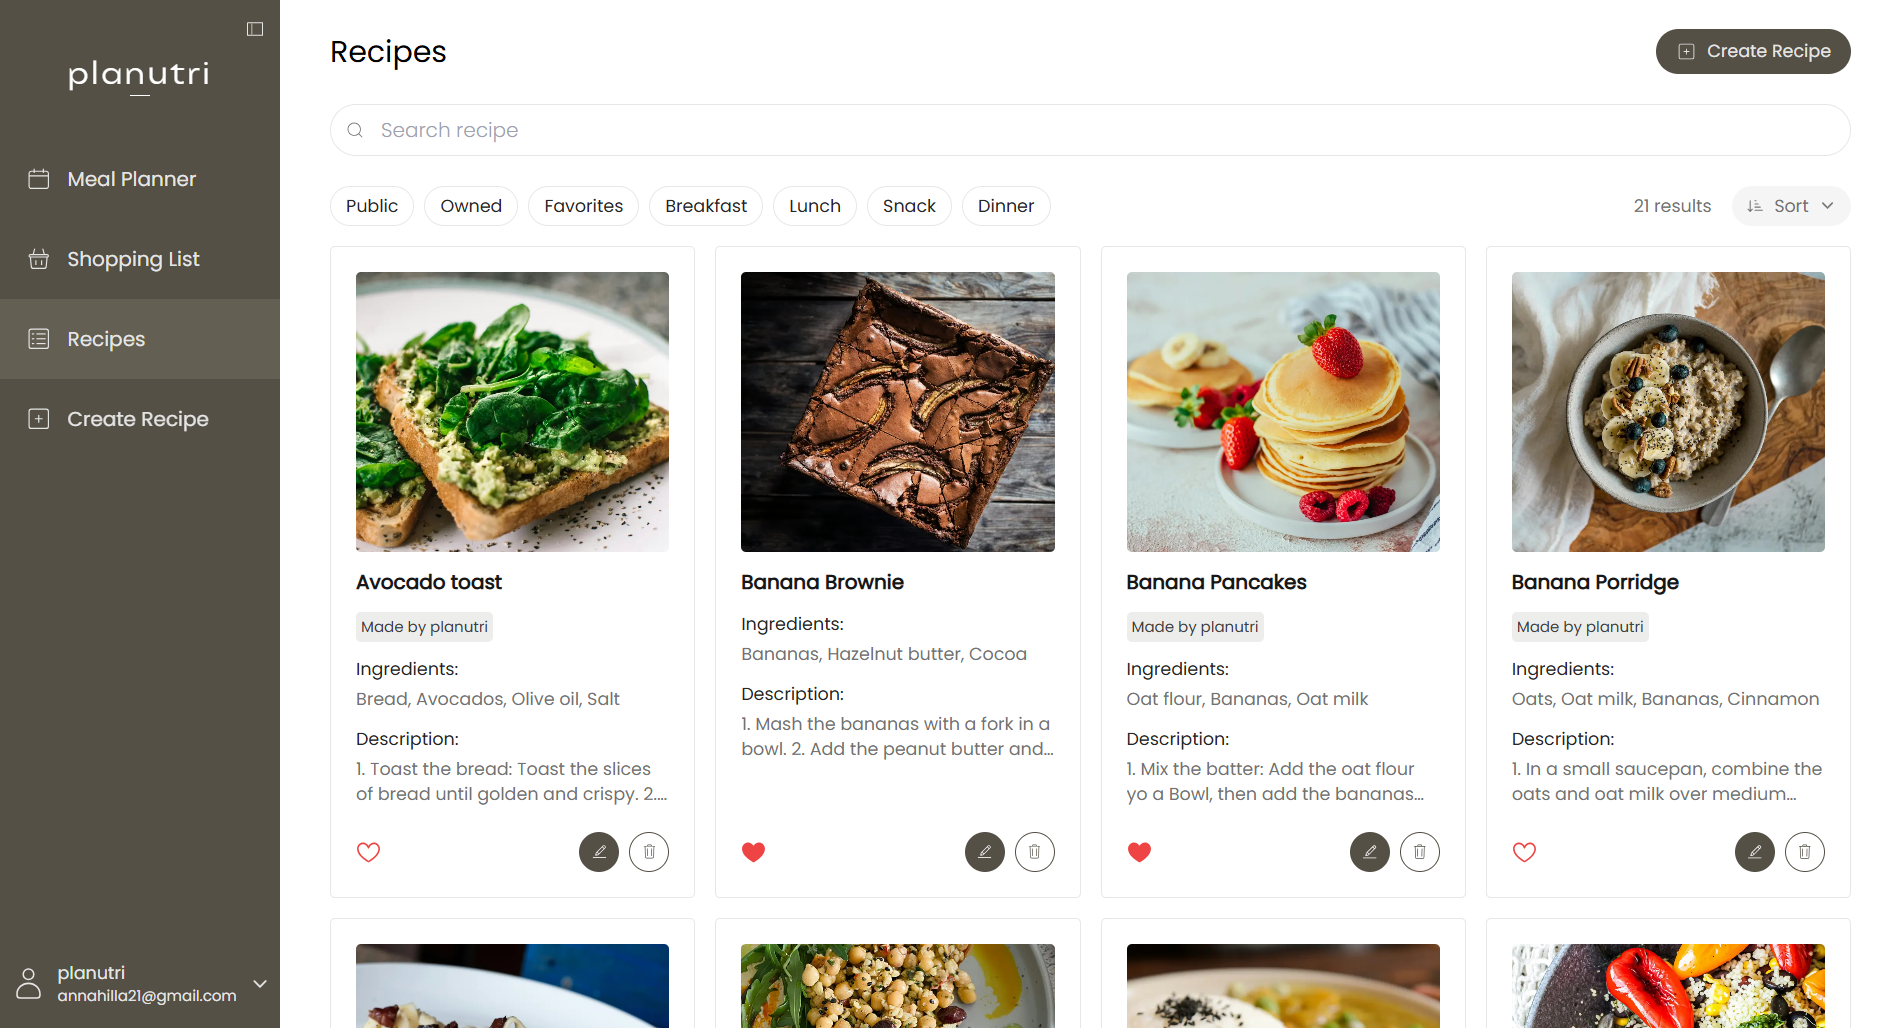 planutri
Meal Planner
Shopping List
Recipes
Create Recipe
planutri
annahilla21@gmail.com
Recipes
Create Recipe
Search recipe
Public
Owned
Favorites
Breakfast
Lunch
Snack
Dinner
21 results
Sort
Avocado toast
Made by planutri
Ingredients:
Bread, Avocados, Olive oil, Salt
Description:
1. Toast the bread: Toast the slices
of bread until golden and crispy. 2....
Banana Brownie
Ingredients:
Bananas, Hazelnut butter, Cocoa
Description:
1. Mash the bananas with a fork in a
bowl. 2. Add the peanut butter and...
Banana Pancakes
Made by planutri
Ingredients:
Oat flour, Bananas, Oat milk
Description:
1. Mix the batter: Add the oat flour
yo a Bowl, then add the bananas...
Banana Porridge
Made by planutri
Ingredients:
Oats, Oat milk, Bananas, Cinnamon
Description:
1. In a small saucepan, combine the
oats and oat milk over medium...